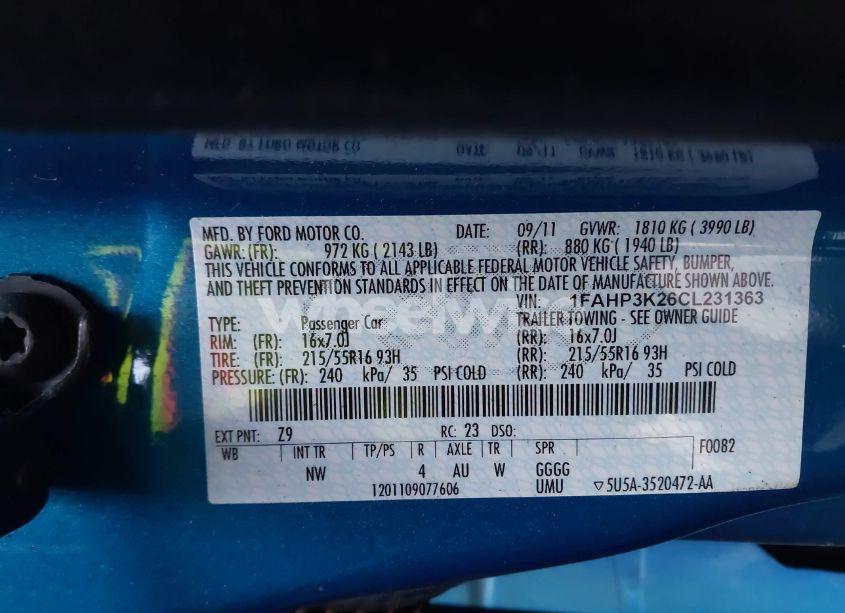 MFD. BY FORD MOTOR CO. DATE: 09/11 GVWR: 1810 KG ( 3990 LB)
GAWR: (FR): 972 KG ( 2143 LB) (RR): 880 KG ( 1940 LB)
THIS VEHICLE CONFORMS TO ALL APPLICABLE FEDERAL MOTOR VEHICLE SAFETY, BUMPER,
AND THEFT PREVENTION STANDARDS IN EFFECT ON THE DATE OF MANUFACTURE SHOWN ABOVE.
VIN: 1FAHP3K26CL231363
TYPE: Passenger Car TRAILER TOWING - SEE OWNER GUIDE
RIM: (FR): 16x7.0J (RR): 16x7.0J
TIRE: (FR): 215/55R16 93H (RR): 215/55R16 93H
PRESSURE: (FR): 240 kPa/ 35 PSI COLD (RR): 240 kPa/ 35 PSI COLD
EXT PNT: Z9 RC: 23 DSO: F0082
WB INT TR TP/PS R AXLE TR SPR
NW 4 AU W GGGG
1201109077606 UMU ▽5U5A-3520472-AA